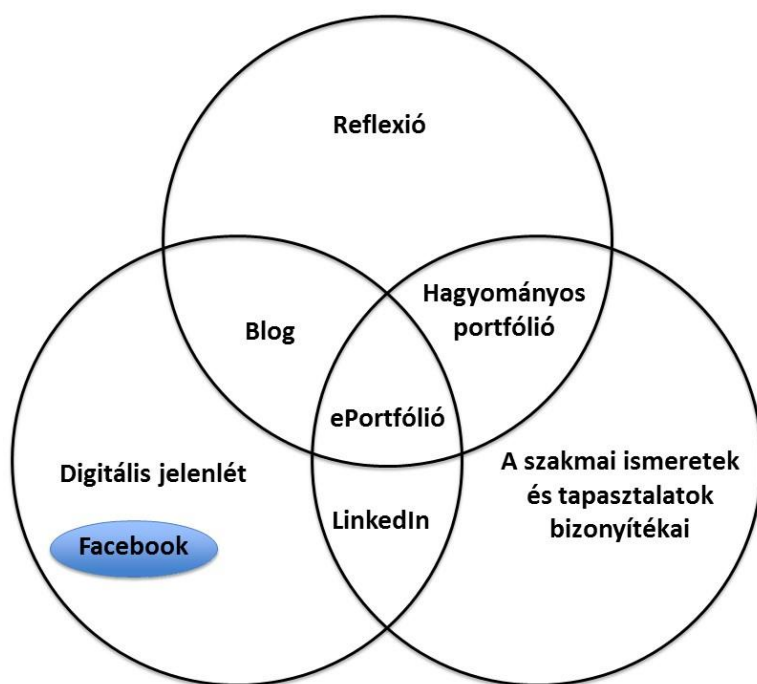 Reflexió
Hagyományos
portfólió
Blog
ePortfólió
Digitális jelenlét
A szakmai ismeretek
és tapasztalatok
bizonyítékai
LinkedIn
Facebook